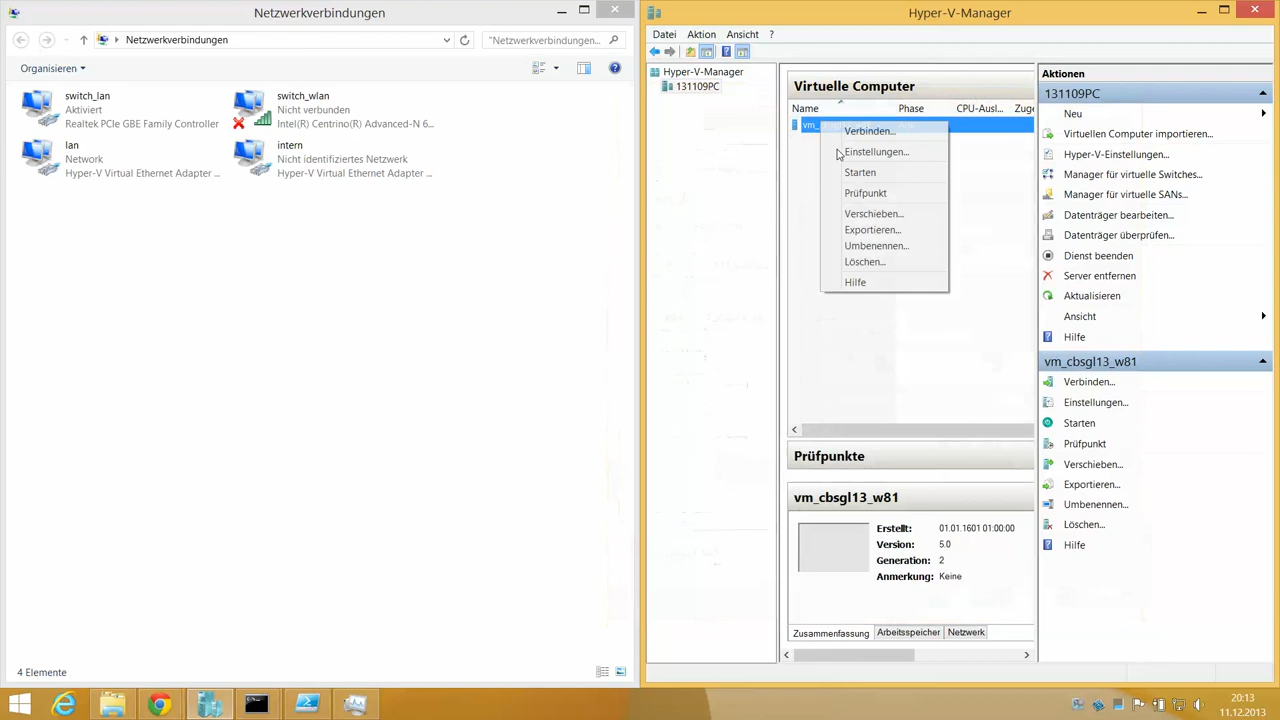 Netzwerkverbindungen
Netzwerkverbindungen
"Netzwerkverbindungen...
Organisieren
switch_lan
Aktiviert
Realtek PCIe GBE Family Controller
switch_wlan
Nicht verbunden
Intel(R) Centrino(R) Advanced-N 6...
lan
Network
Hyper-V Virtual Ethernet Adapter ...
intern
Nicht identifiziertes Netzwerk
Hyper-V Virtual Ethernet Adapter ...
4 Elemente
Hyper-V-Manager
Datei Aktion Ansicht ?
Hyper-V-Manager
131109PC
Virtuelle Computer
Name Phase CPU-Ausl... Zuge
vm_
Verbinden...
Einstellungen...
Starten
Prüfpunkt
Verschieben...
Exportieren...
Umbenennen...
Löschen...
Hilfe
Prüfpunkte
vm_cbsgl13_w81
Erstellt: 01.01.1601 01:00:00
Version: 5.0
Generation: 2
Anmerkung: Keine
Zusammenfassung Arbeitsspeicher Netzwerk
Aktionen
131109PC
Neu
Virtuellen Computer importieren...
Hyper-V-Einstellungen...
Manager für virtuelle Switches...
Manager für virtuelle SANs...
Datenträger bearbeiten...
Datenträger überprüfen...
Dienst beenden
Server entfernen
Aktualisieren
Ansicht
Hilfe
vm_cbsgl13_w81
Verbinden...
Einstellungen...
Starten
Prüfpunkt
Verschieben...
Exportieren...
Umbenennen...
Löschen...
Hilfe
20:13
11.12.2013